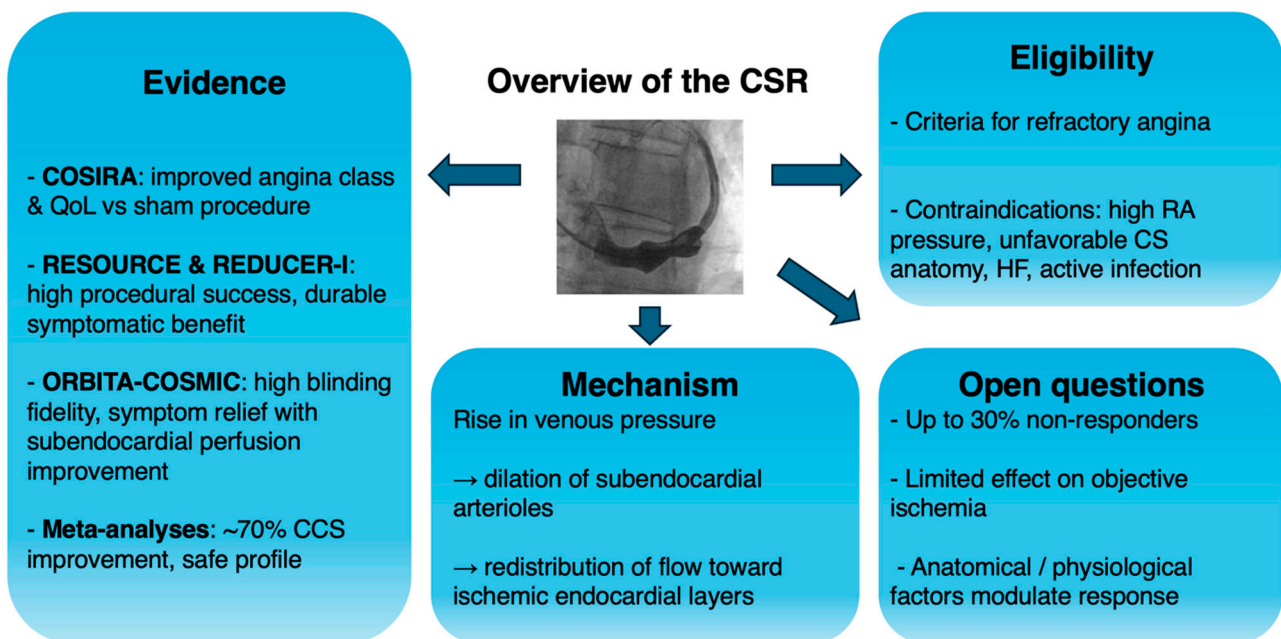 Evidence
- COSIRA: improved angina class
& QoL vs sham procedure
- RESOURCE & REDUCER-I:
high procedural success, durable
symptomatic benefit
- ORBITA-COSMIC: high blinding
fidelity, symptom relief with
subendocardial perfusion
improvement
- Meta-analyses: ~70% CCS
improvement, safe profile
Overview of the CSR
Eligibility
- Criteria for refractory angina
- Contraindications: high RA
pressure, unfavorable CS
anatomy, HF, active infection
Mechanism
Rise in venous pressure
→ dilation of subendocardial
arterioles
→ redistribution of flow toward
ischemic endocardial layers
Open questions
- Up to 30% non-responders
- Limited effect on objective
ischemia
- Anatomical / physiological
factors modulate response